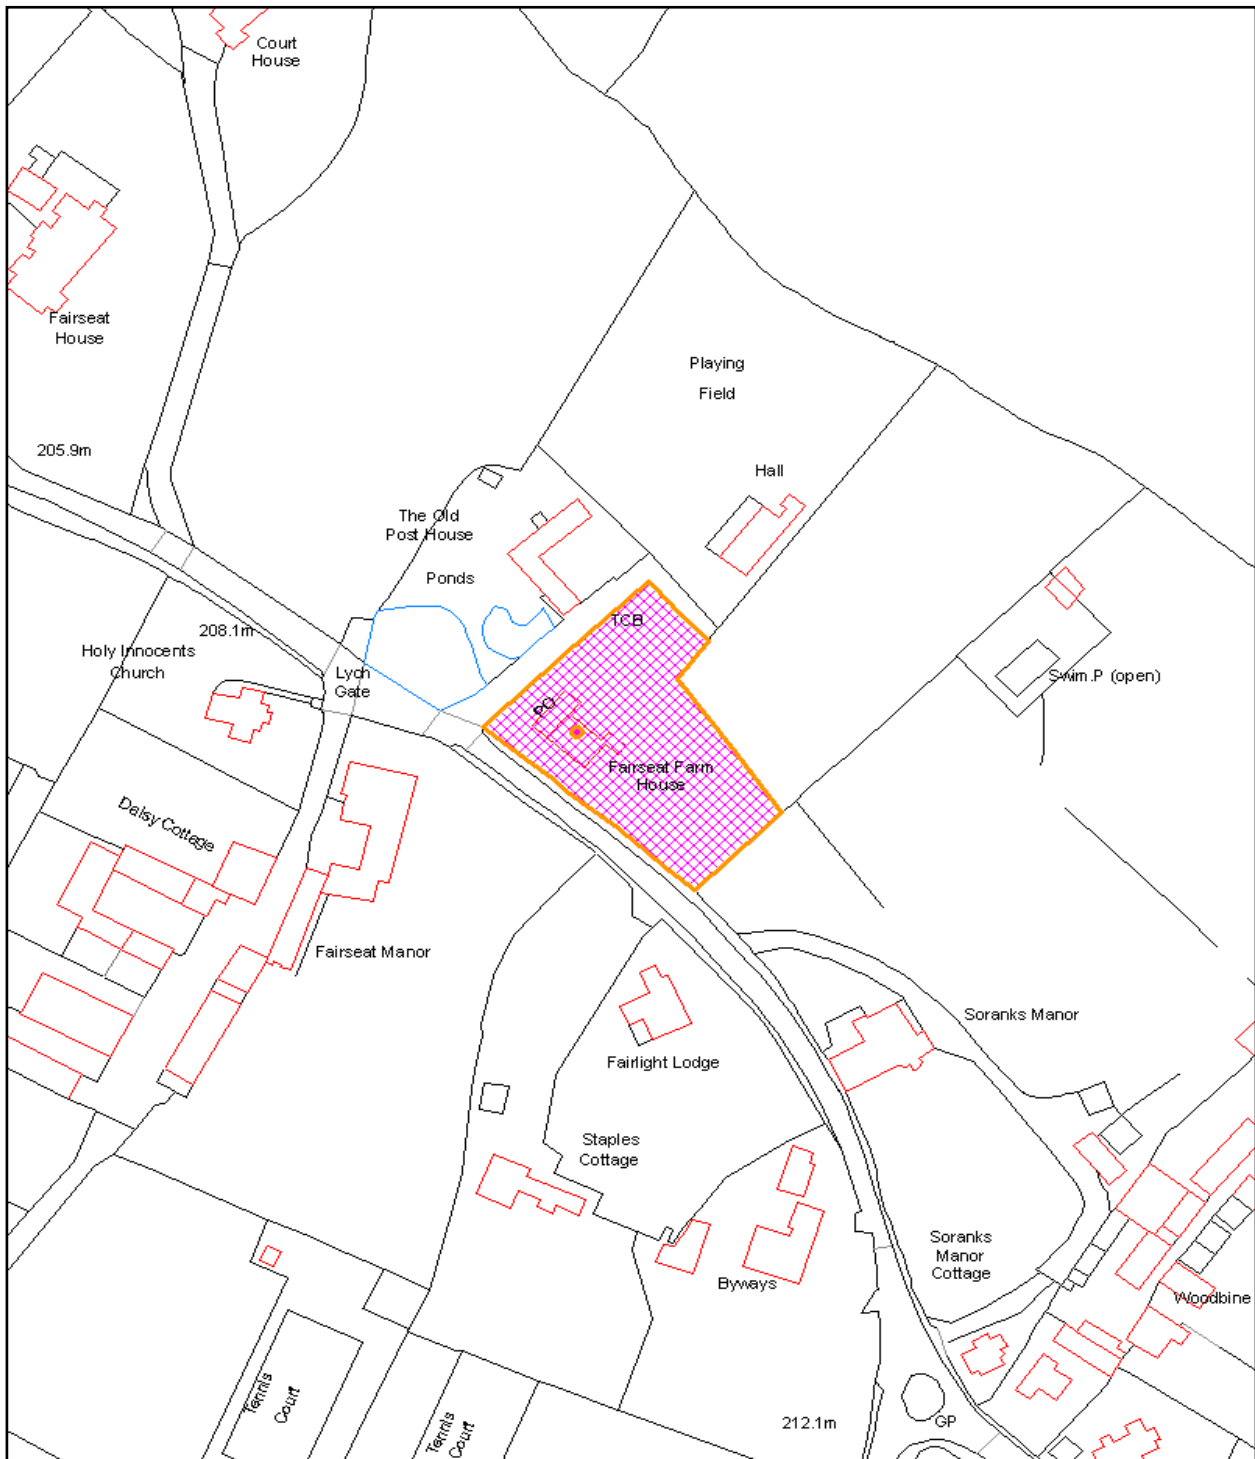 Court
House
Fairseat
House
Playing
Field
205.9m
Hall
The Old
Post House
Ponds
TCB
208.1m
Holy Innocents
Church
Lych
Gate
Swim.P (open)
PO
Fairseat Farm
House
Daisy Cottage
Fairseat Manor
Soranks Manor
Fairlight Lodge
Staples
Cottage
Soranks
Manor
Cottage
Byways
Woodbine
Tennis
Court
Tennis
Court
212.1m
GP